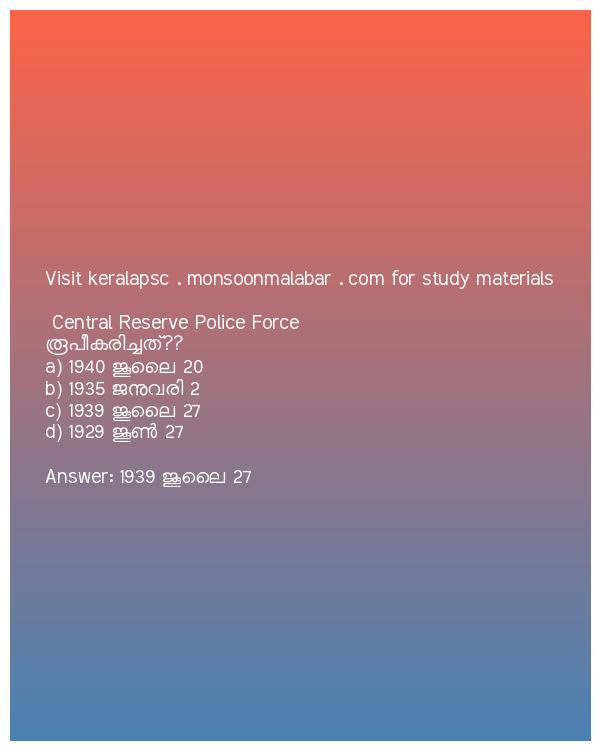 Visit keralapsc . monsoonmalabar . com for study materials
Central Reserve Police Force
രൂപീകരിച്ചത്??
a) 1940 ജൂലൈ 20
b) 1935 ജനുവരി 2
c) 1939 ജൂലൈ 27
d) 1929 ജൂൺ 27
Answer: 1939 ജൂലൈ 27